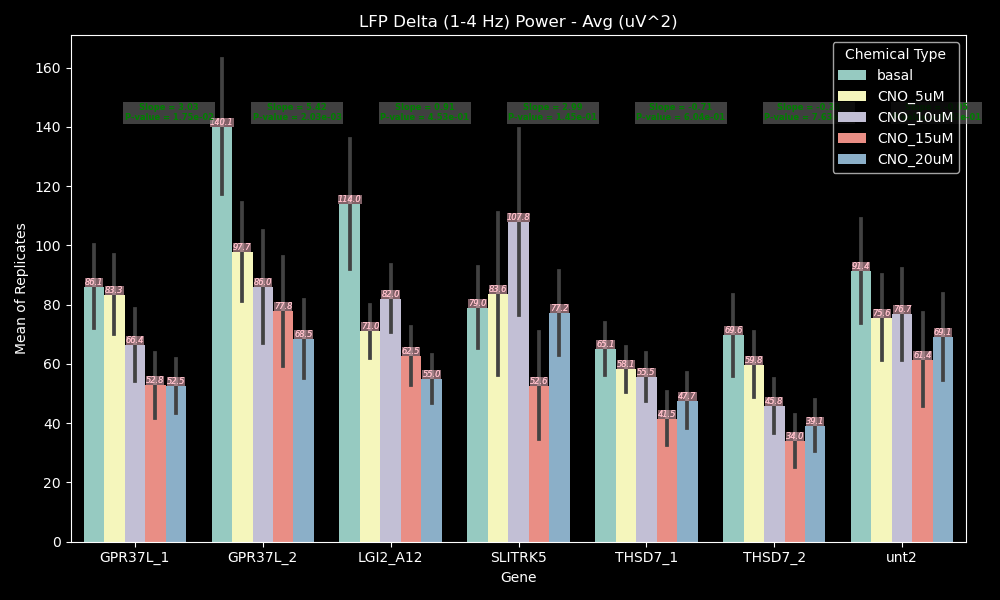 LFP Delta (1-4 Hz) Power - Avg (uV^2)
Mean of Replicates
160
140
120
100
80
60
40
20
0
Chemical Type
basal
CNO_5uM
CNO_10uM
CNO_15uM
CNO_20uM
86.1
83.3
66.4
52.8
52.5
140.1
97.7
86.0
77.8
68.5
114.0
71.0
82.0
62.5
55.0
79.0
83.6
107.8
52.6
77.2
65.1
58.1
55.5
41.5
47.7
69.6
59.8
45.8
34.0
39.1
91.4
75.6
76.7
61.4
69.1
GPR37L_1
GPR37L_2
LGI2_A12
SLITRK5
THSD7_1
THSD7_2
unt2
Gene